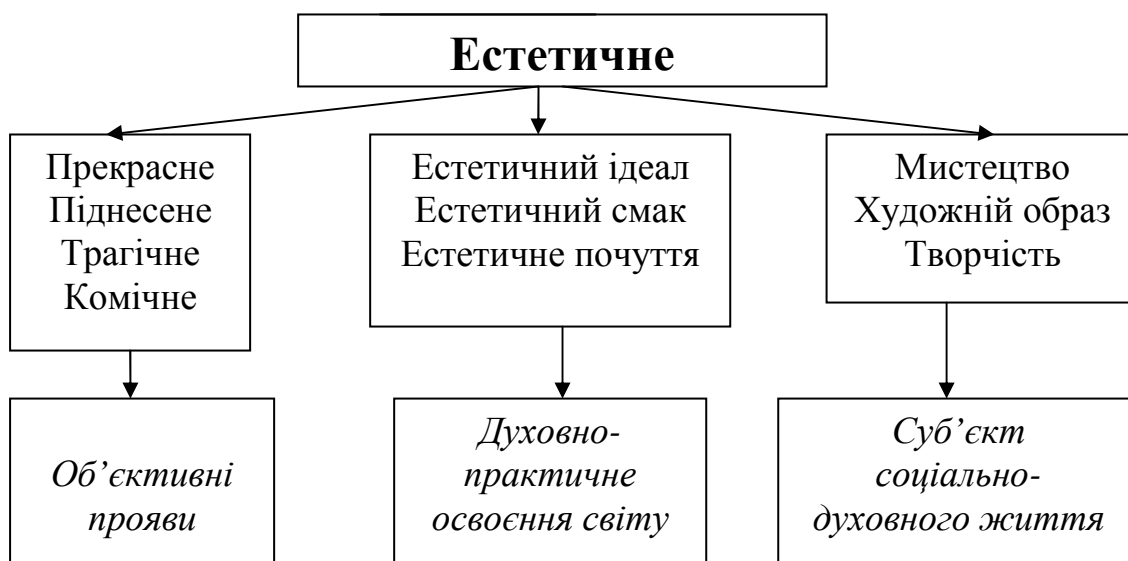 Естетичне
Прекрасне
Піднесене
Трагічне
Комічне
Естетичний ідеал
Естетичний смак
Естетичне почуття
Мистецтво
Художній образ
Творчість
Об’єктивні
прояви
Духовно-
практичне
освоєння світу
Суб’єкт
соціально-
духовного життя